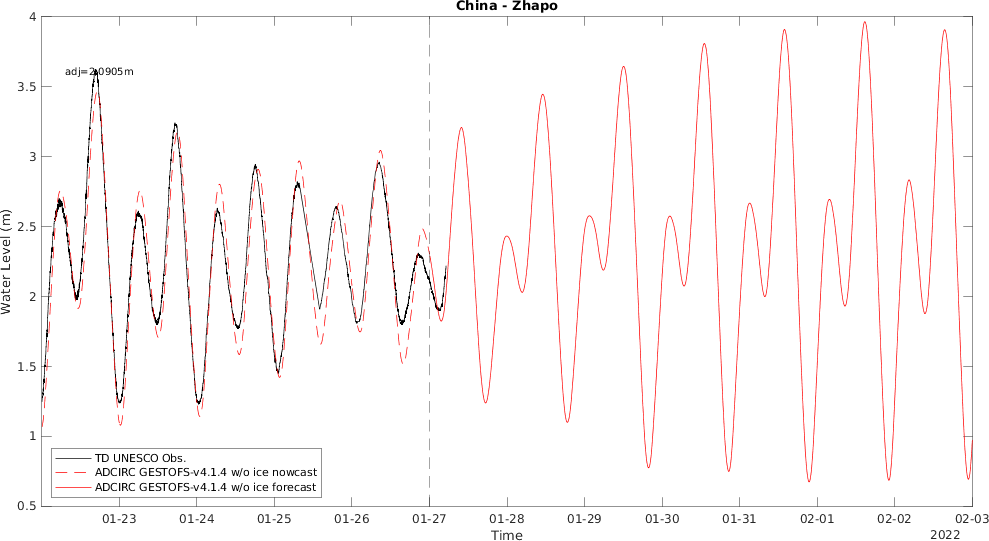 China - Zhapo
4
3.5
3
2.5
2
1.5
1
0.5
Water Level (m)
adj=2.0905m
TD UNESCO Obs.
ADCIRC GESTOFS-v4.1.4 w/o ice nowcast
ADCIRC GESTOFS-v4.1.4 w/o ice forecast
01-23 01-24 01-25 01-26 01-27 01-28 01-29 01-30 01-31 02-01 02-02 02-03
Time
2022